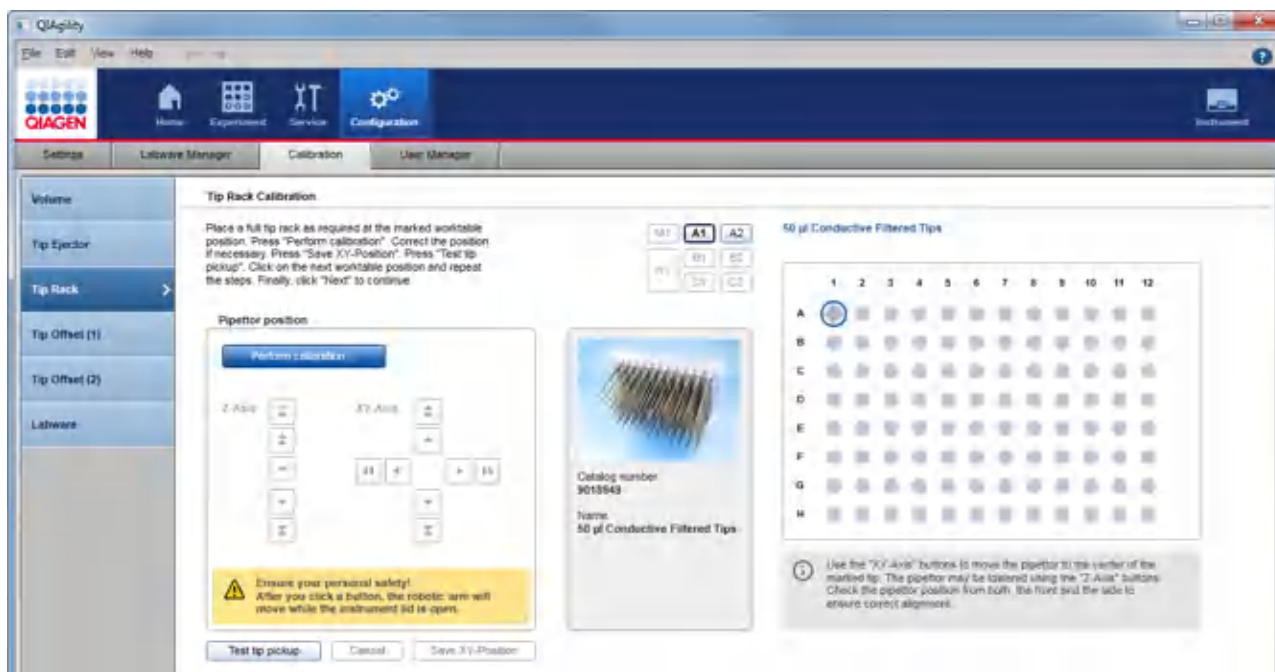 QIAgility
File Edit View Help
QIAGEN
Home Experiment Service Configuration Instrument
Settings Labware Manager Calibration User Manager
Volume
Tip Ejector
Tip Rack
Tip Offset (1)
Tip Offset (2)
Labware
Tip Rack Calibration
Place a full tip rack as required at the marked worktable
position. Press "Perform calibration". Correct the position
if necessary. Press "Save XY-Position". Press "Test tip
pickup". Click on the next worktable position and repeat
the steps. Finally, click "Next" to continue.
M1 A1 A2
B1 B2
C2
Pipettor position
Perform calibration
Z-Axis XY-Axis
Ensure your personal safety!
After you click a button, the robotic arm will
move while the instrument lid is open.
Test tip pickup Cancel Save XY-Position
Catalog number
Name
50 µl Conductive Filtered Tips
50 µl Conductive Filtered Tips
1 2 3 4 5 6 7 8 9 10 11 12
A
B
C
D
E
F
G
H
Use the "XY-Axis" buttons to move the pipettor to the center of the
marked tip. The pipettor may be lowered using the "Z-Axis" buttons.
Check the pipettor position from both, the front and the side to
ensure correct alignment.